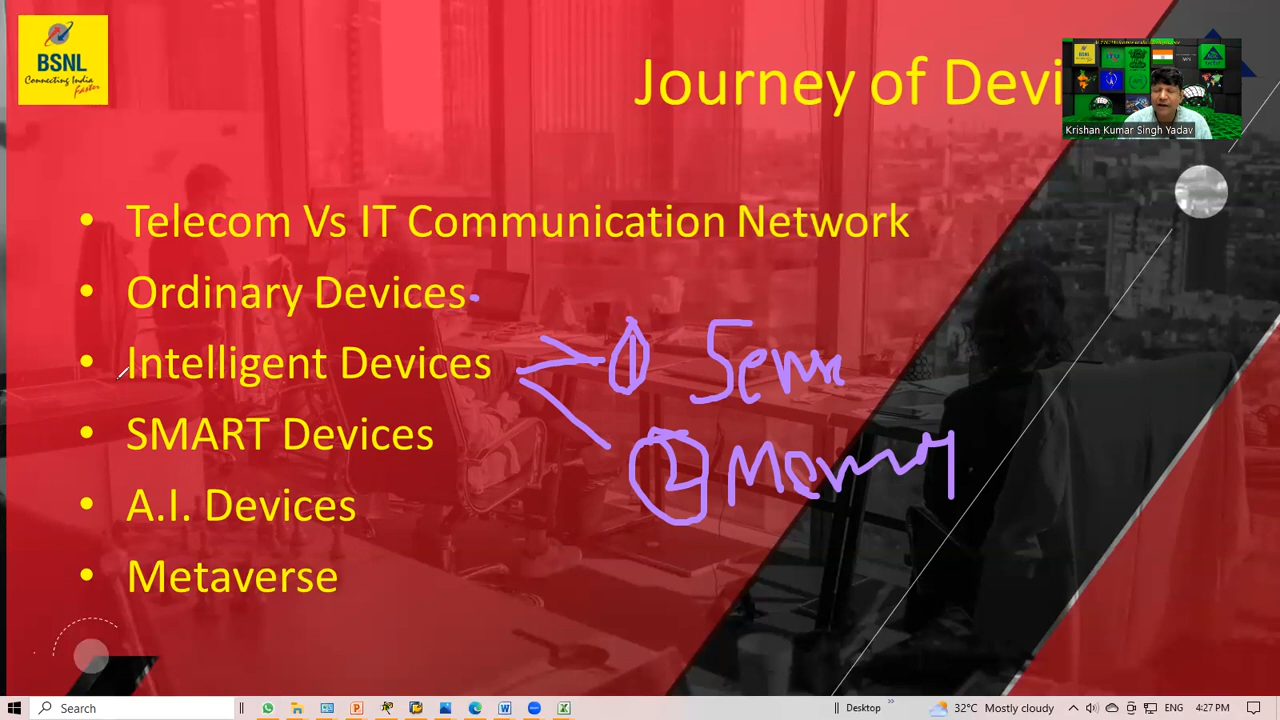 BSNL
Connecting India
Faster
Journey of Devi
Krishan Kumar Singh Yadav
• Telecom Vs IT Communication Network
• Ordinary Devices
• Intelligent Devices
① 
② Memory
• SMART Devices
• A.I. Devices
• Metaverse
Search
Desktop
32°C Mostly cloudy
ENG
4:27 PM